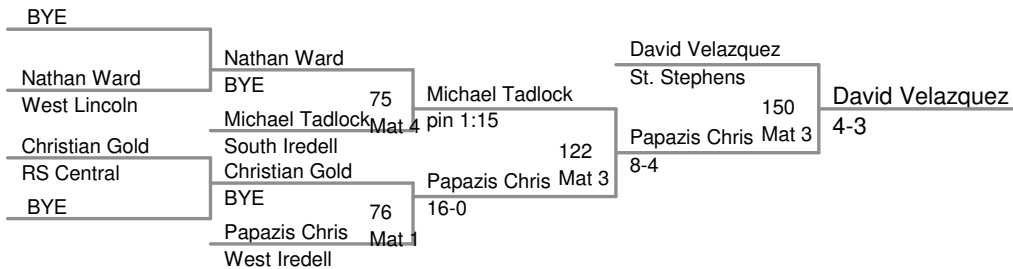 BYE
Nathan Ward
West Lincoln
Christian Gold
RS Central
BYE
Nathan Ward
BYE
75
Michael Tadlock
Mat 4
South Iredell
Christian Gold
BYE
76
Papazis Chris
Mat 1
West Iredell
Michael Tadlock
pin 1:15
122
Papazis Chris
Mat 3
16-0
David Velazquez
St. Stephens
150
Papazis Chris
Mat 3
8-4
David Velazquez
4-3